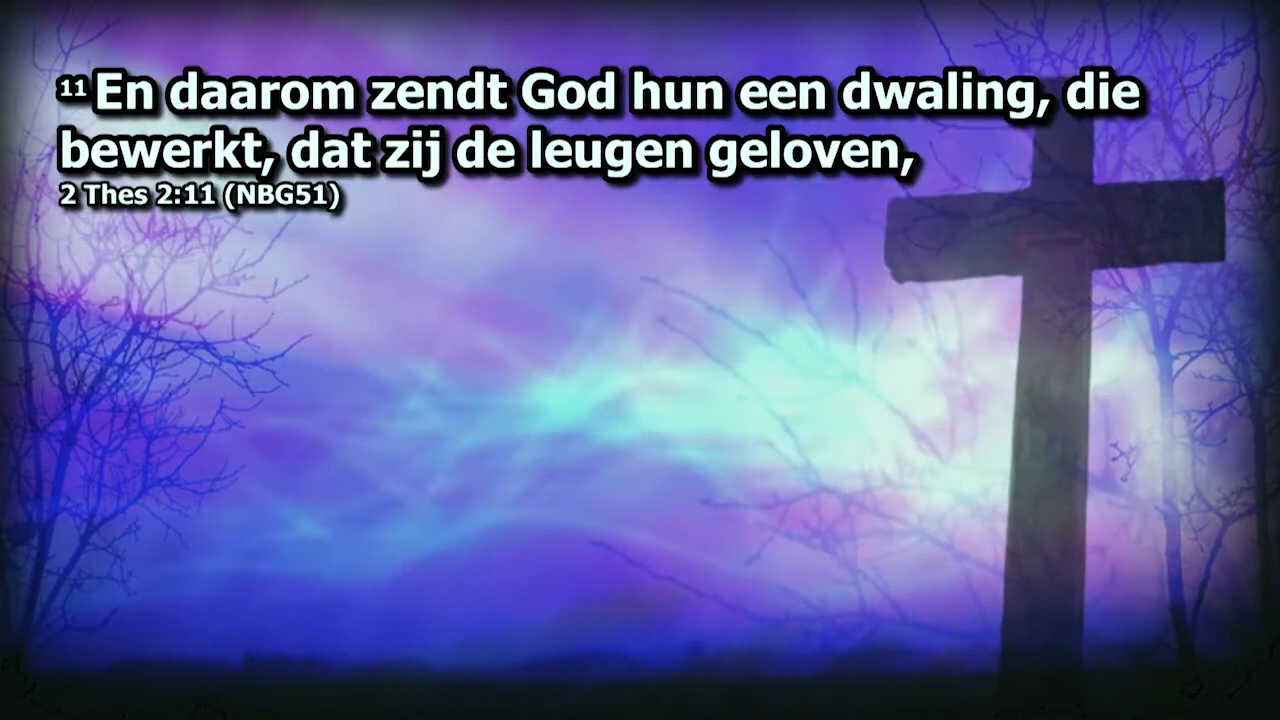 11 En daarom zendt God hun een dwaling, die
bewerkt, dat zij de leugen geloven,
2 Thes 2:11 (NBG51)